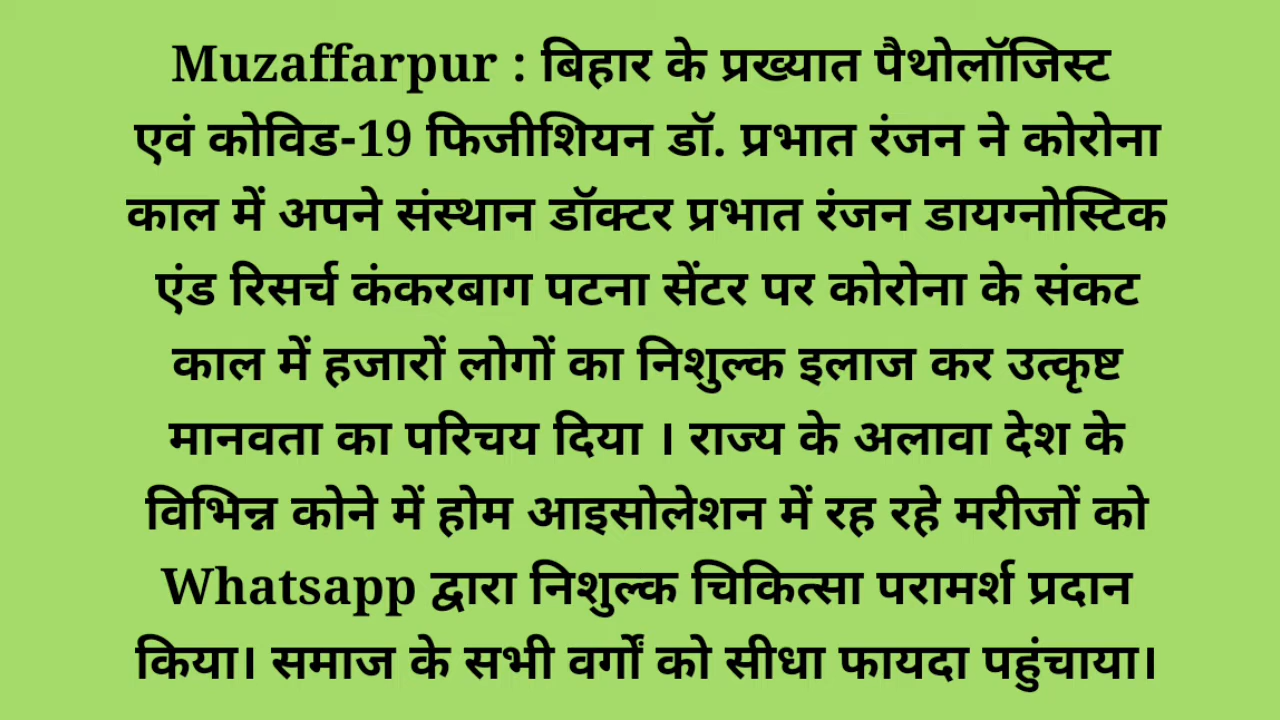 Muzaffarpur : बिहार के प्रख्यात पैथोलॉजिस्ट
एवं कोविड-19 फिजीशियन डॉ. प्रभात रंजन ने कोरोना
काल में अपने संस्थान डॉक्टर प्रभात रंजन डायग्नोस्टिक
एंड रिसर्च कंकरबाग पटना सेंटर पर कोरोना के संकट
काल में हजारों लोगों का निशुल्क इलाज कर उत्कृष्ट
मानवता का परिचय दिया । राज्य के अलावा देश के
विभिन्न कोने में होम आइसोलेशन में रह रहे मरीजों को
Whatsapp द्वारा निशुल्क चिकित्सा परामर्श प्रदान
किया। समाज के सभी वर्गों को सीधा फायदा पहुंचाया।